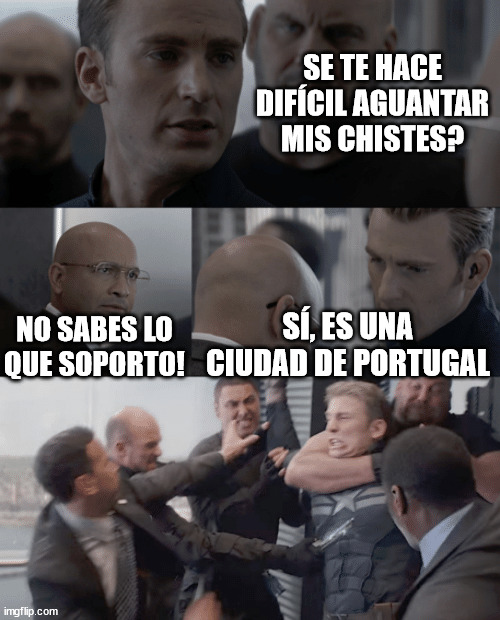 SE TE HACE
DIFÍCIL AGUANTAR
MIS CHISTES?
NO SABES LO
QUE SOPORTO!
SÍ, ES UNA
CIUDAD DE PORTUGAL
imgflip.com